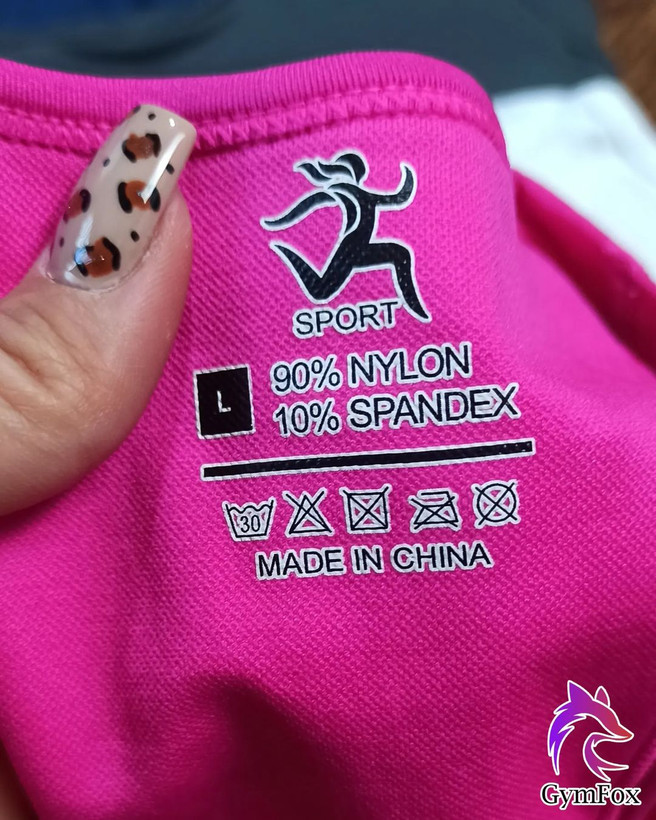 SPORT
L
90% NYLON
10% SPANDEX
30
MADE IN CHINA
GymFox